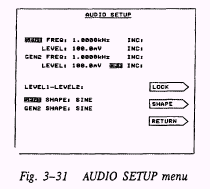 AUDIO SETUP
GEN1 FREQ: 1.0000kHz INC:
LEVEL: 100.0mV INC:
GEN2 FREQ: 1.0000kHz INC:
LEVEL: 100.0mV OFF INC:
LEVEL1-LEVEL2:
LOCK
GEN1 SHAPE: SINE
SHAPE
GEN2 SHAPE: SINE
RETURN
Fig. 3-31 AUDIO SETUP menu